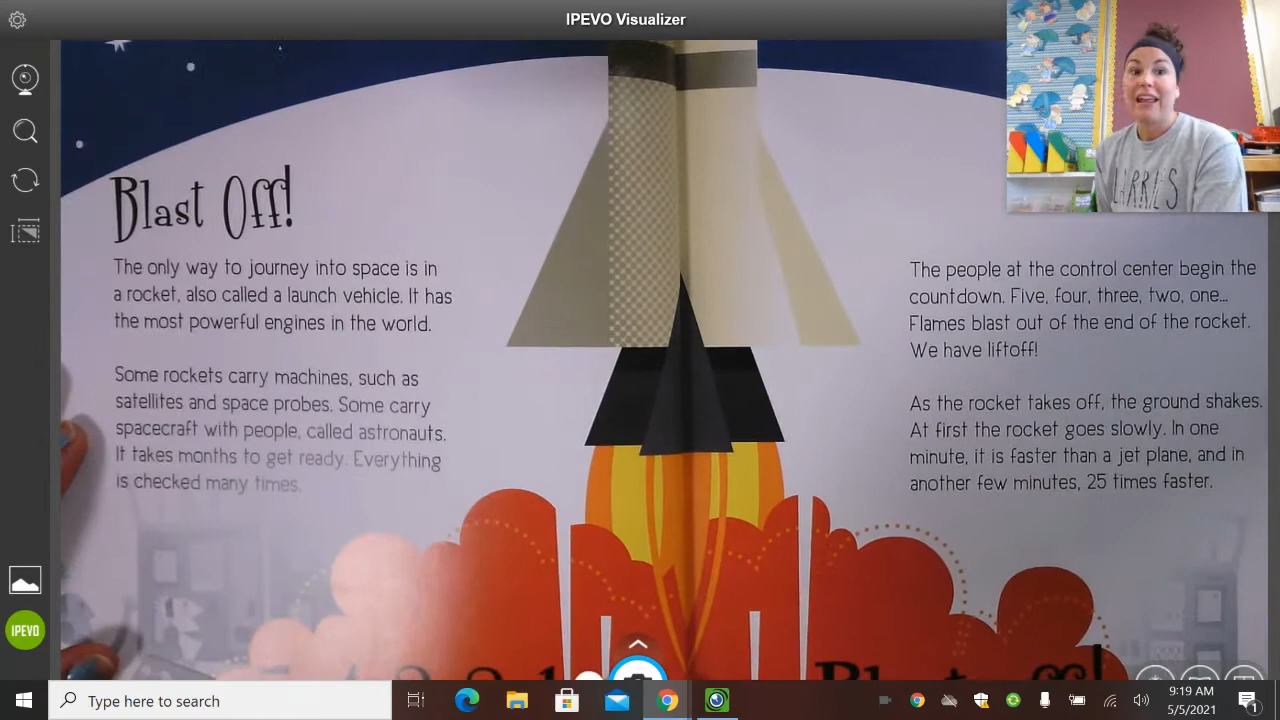 IPEVO Visualizer
HARRIS
Blast Off!
The only way to journey into space is in
a rocket, also called a launch vehicle. It has
the most powerful engines in the world.
Some rockets carry machines, such as
satellites and space probes. Some carry
spacecraft with people, called astronauts.
It takes months to get ready. Everything
is checked many times.
The people at the control center begin the
countdown. Five, four, three, two, one...
Flames blast out of the end of the rocket.
We have liftoff!
As the rocket takes off, the ground shakes.
At first the rocket goes slowly. In one
minute, it is faster than a jet plane, and in
another few minutes, 25 times faster.
Blast off!
IPEVO
Type here to search
9:19 AM
5/5/2021
1